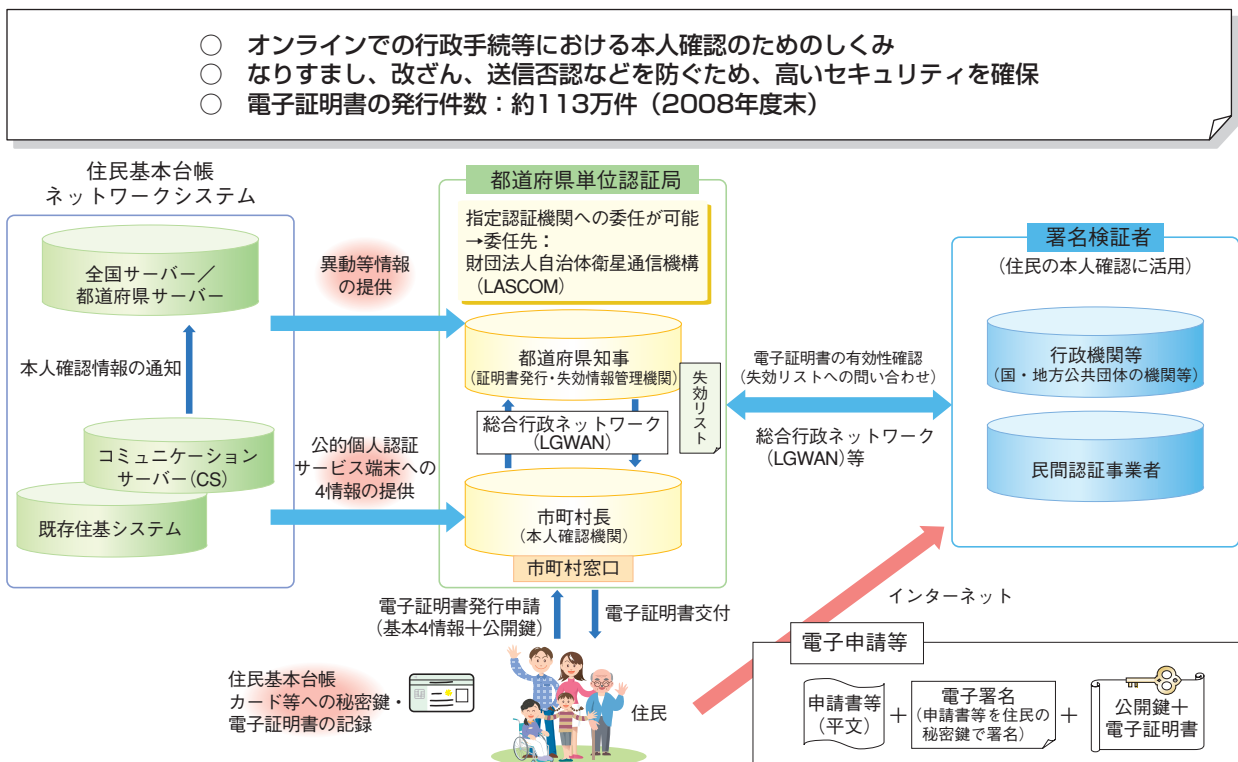 ○ オンラインでの行政手続等における本人確認のためのしくみ
○ なりすまし、改ざん、送信否認などを防ぐため、高いセキュリティを確保
○ 電子証明書の発行件数：約113万件（2008年度末）
住民基本台帳
ネットワークシステム
全国サーバー／
都道府県サーバー
本人確認情報の通知
コミュニケーション
サーバー（CS）
既存住基システム
異動等情報
の提供
公的個人認証
サービス端末への
4情報の提供
都道府県単位認証局
指定認証機関への委任が可能
→委任先：
財団法人自治体衛星通信機構
（LASCOM）
都道府県知事
（証明書発行・失効情報管理機関）
失効リスト
総合行政ネットワーク
（LGWAN）
市町村長
（本人確認機関）
市町村窓口
電子証明書の有効性確認
（失効リストへの問い合わせ）
総合行政ネットワーク
（LGWAN）等
署名検証者
（住民の本人確認に活用）
行政機関等
（国・地方公共団体の機関等）
民間認証事業者
電子証明書発行申請
（基本4情報＋公開鍵）
電子証明書交付
住民基本台帳
カード等への秘密鍵・
電子証明書の記録
住民
インターネット
電子申請等
申請書等
（平文）
＋
電子署名
（申請書等を住民の
秘密鍵で署名）
＋
公開鍵＋
電子証明書